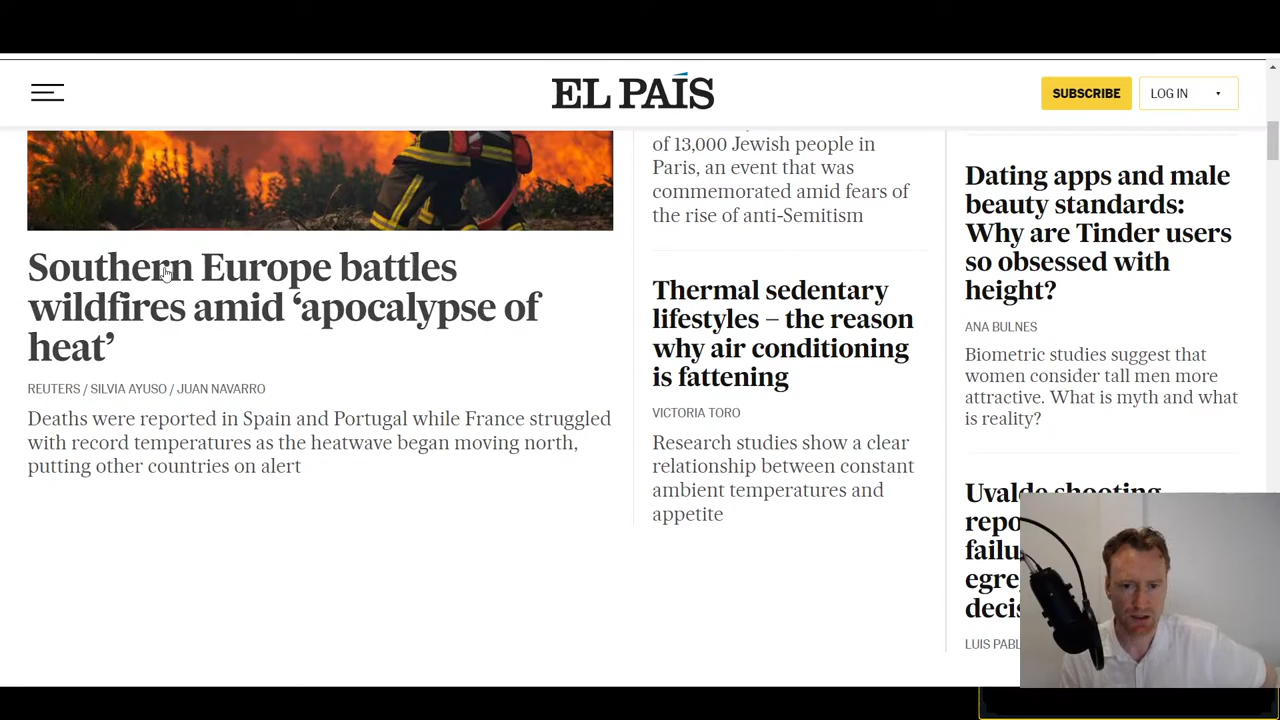 EL PAÍS
SUBSCRIBE
LOG IN
Southern Europe battles
wildfires amid ‘apocalypse of
heat’
REUTERS / SILVIA AYUSO / JUAN NAVARRO
Deaths were reported in Spain and Portugal while France struggled
with record temperatures as the heatwave began moving north,
putting other countries on alert
of 13,000 Jewish people in
Paris, an event that was
commemorated amid fears of
the rise of anti-Semitism
Thermal sedentary
lifestyles – the reason
why air conditioning
is fattening
VICTORIA TORO
Research studies show a clear
relationship between constant
ambient temperatures and
appetite
Dating apps and male
beauty standards:
Why are Tinder users
so obsessed with
height?
ANA BULNES
Biometric studies suggest that
women consider tall men more
attractive. What is myth and what
is reality?
Uvalde shooting
LUIS